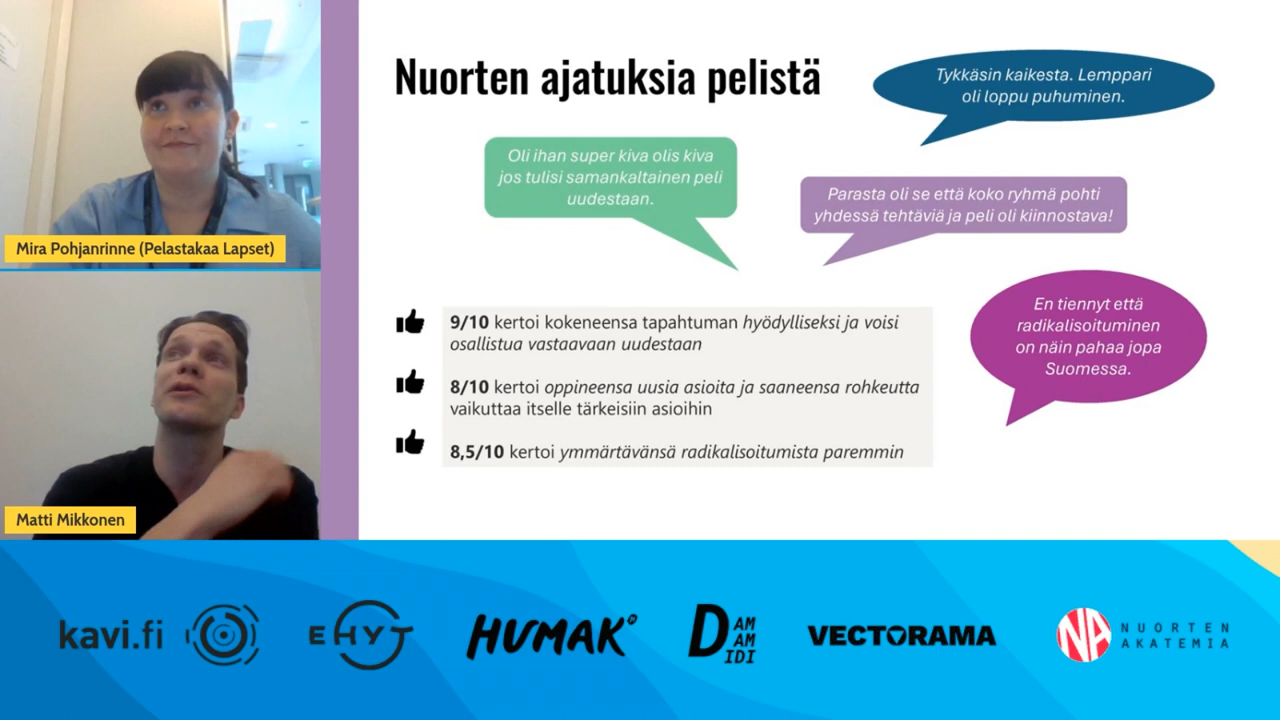 Nuorten ajatuksia pelistä
Tykkäsin kaikesta. Lemppari
oli loppu puhuminen.
Oli ihan super kiva olis kiva
jos tulisi samankaltainen peli
uudestaan.
Parasta oli se että koko ryhmä pohti
yhdessä tehtäviä ja peli oli kiinnostava!
En tiennyt että
radikalisoituminen
on näin pahaa jopa
Suomessa.
9/10 kertoi kokeneensa tapahtuman hyödylliseksi ja voisi
osallistua vastaavaan uudestaan
8/10 kertoi oppineensa uusia asioita ja saaneensa rohkeutta
vaikuttaa itselle tärkeisiin asioihin
8,5/10 kertoi ymmärtävänsä radikalisoitumista paremmin
Mira Pohjanrinne (Pelastakaa Lapset)
Matti Mikkonen
kavi.fi
EHYT
HUMAK
DAM
AM
IDI
VECTORAMA
NA
NUORTEN
AKATEMIA